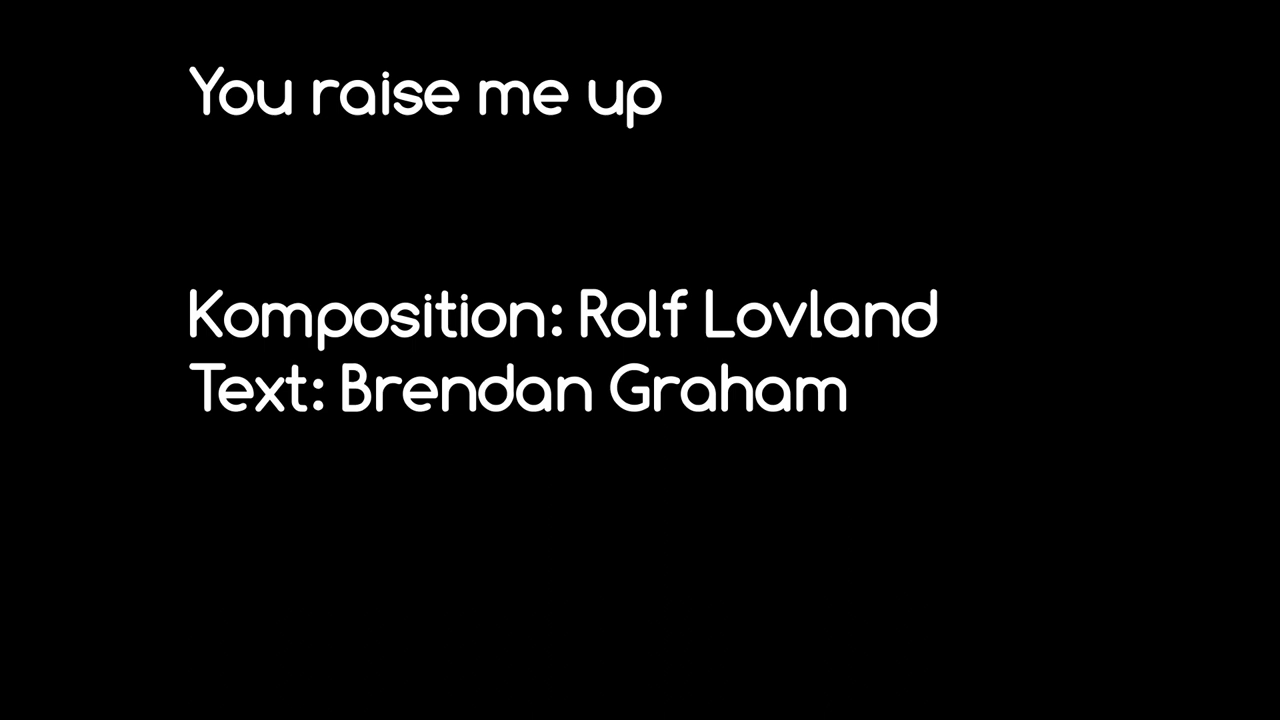 You raise me up
Komposition: Rolf Lovland
Text: Brendan Graham